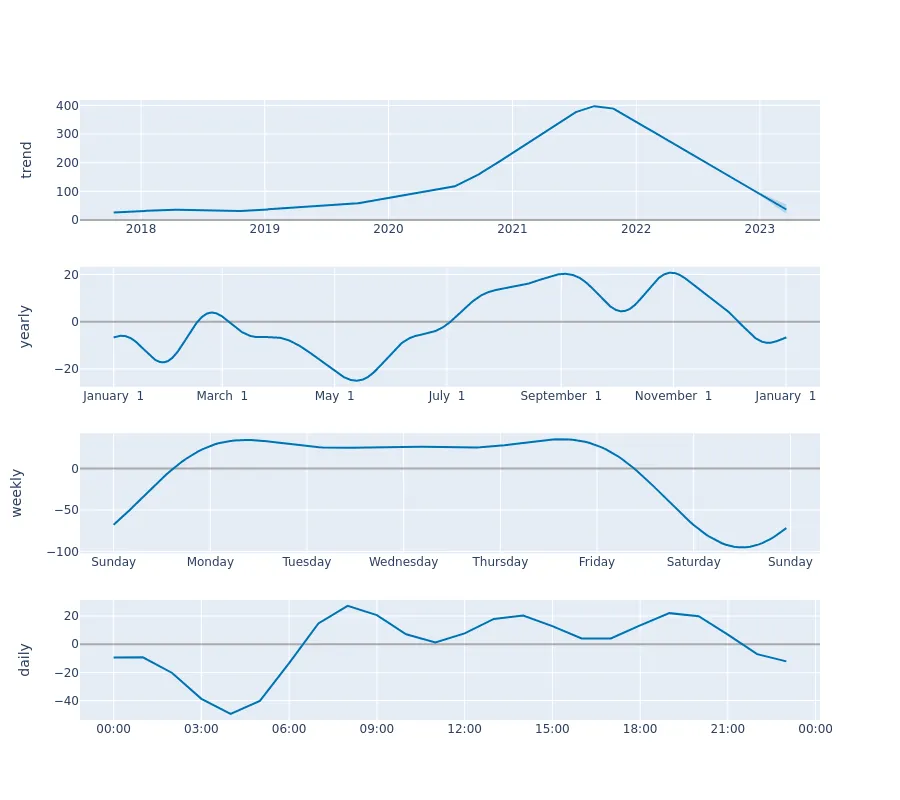 trend
400
300
200
100
0
2018 2019 2020 2021 2022 2023
yearly
20
0
−20
January 1 March 1 May 1 July 1 September 1 November 1 January 1
weekly
0
−50
−100
Sunday Monday Tuesday Wednesday Thursday Friday Saturday Sunday
daily
20
0
−20
−40
00:00 03:00 06:00 09:00 12:00 15:00 18:00 21:00 00:00